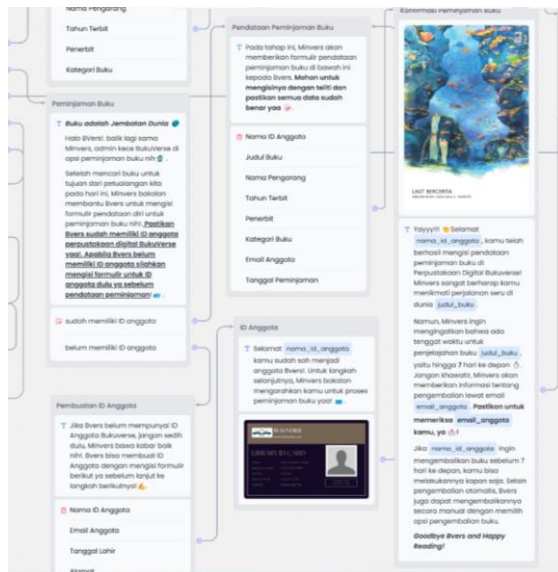 Nama Pengarang
Tahun Terbit
Penerbit
Kategori Buku
Peminjaman Buku
Buku adalah Jembatan Dunia
Halo BVers!, balik lagi sama
Minvers, admin kece BukuVerse di
opsi peminjaman buku nih .
Setelah mencari buku untuk
tujuan dari petualangan kita
pada hari ini, Minvers bakalan
membantu Bvers untuk mengisi
formulir pendataan diri untuk
peminjaman buku nih!. Pastikan
Bvers sudah memiliki ID anggota
perpustakaan digital BukuVerse
yaa!. Apabila Bvers belum
memiliki ID anggota silahkan
mengisi formulir untuk ID
anggota dulu ya sebelum
pendataan peminjaman! .
sudah memiliki ID anggota
belum memiliki ID anggota
Pembuatan ID Anggota
Jika Bvers belum mempunyai ID
Anggota Bukuverse, jangan sedih
dulu, Minvers bawa kabar baik
nih!. Bvers bisa membuat ID
Anggota dengan mengisi formulir
berikut ya sebelum lanjut ke
langkah berikutnya! .
Nama ID Anggota
Email Anggota
Tanggal Lahir
Alamat
Pendataan Peminjaman Buku
Pada tahap ini, Minvers akan
memberikan formulir pendataan
peminjaman buku di bawah ini
kepada Bvers. Mohon untuk
mengisinya dengan teliti dan
pastikan semua data sudah
benar yaa .
Nama ID Anggota
Judul Buku
Nama Pengarang
Tahun Terbit
Penerbit
Kategori Buku
Email Anggota
Tanggal Peminjaman
ID Anggota
Selamat nama_id_anggota ,
kamu sudah sah menjadi
anggota Bvers!. Untuk langkah
selanjutnya, Minvers bakalan
mengarahkan kamu untuk proses
peminjaman buku yaa! .
BUKUVERSE
LIBRARY ID CARD
Konfirmasi Peminjaman Buku
LAUT BERCERITA
Yayyy!!! Selamat
nama_id_anggota , kamu telah
berhasil mengisi pendataan
peminjaman buku di
Perpustakaan Digital Bukuverse!
Minvers sangat berharap kamu
menikmati perjalanan seru di
dunia judul_buku .
Namun, Minvers ingin
mengingatkan bahwa ada
tenggat waktu untuk
penjelajahan buku judul_buku ,
yaitu hingga 7 hari ke depan .
Jangan khawatir, Minvers akan
memberikan informasi tentang
pengembalian lewat email
email_anggota . Pastikan untuk
memeriksa email_anggota
kamu, ya !
Jika nama_id_anggota ingin
mengembalikan buku sebelum 7
hari ke depan, kamu bisa
melakukannya kapan saja. Selain
pengembalian otomatis, Bvers
juga dapat mengembalikannya
secara manual dengan memilih
opsi pengembalian buku.
Goodbye Bvers and Happy
Reading!